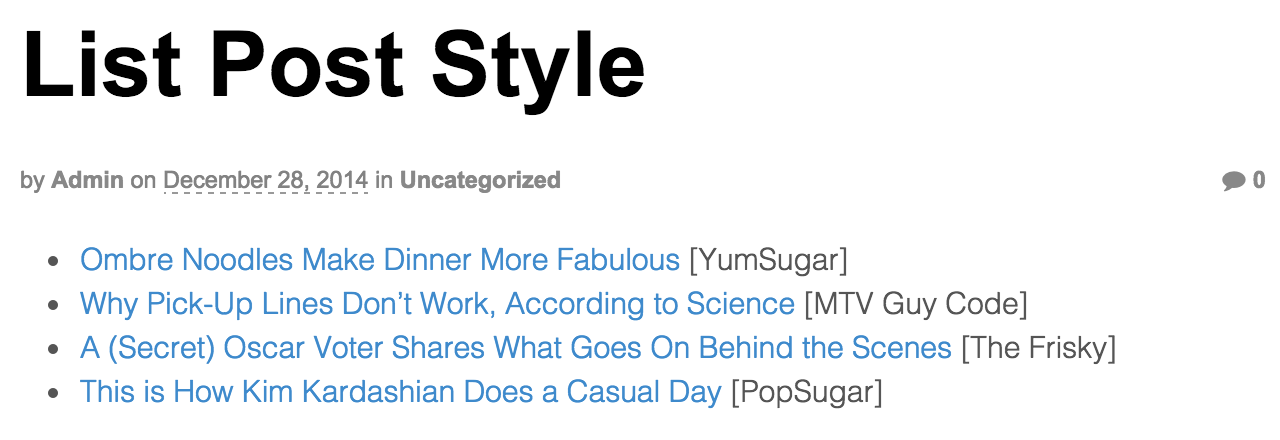 List Post Style
by Admin on December 28, 2014 in Uncategorized 0
• Ombre Noodles Make Dinner More Fabulous [YumSugar]
• Why Pick-Up Lines Don’t Work, According to Science [MTV Guy Code]
• A (Secret) Oscar Voter Shares What Goes On Behind the Scenes [The Frisky]
• This is How Kim Kardashian Does a Casual Day [PopSugar]